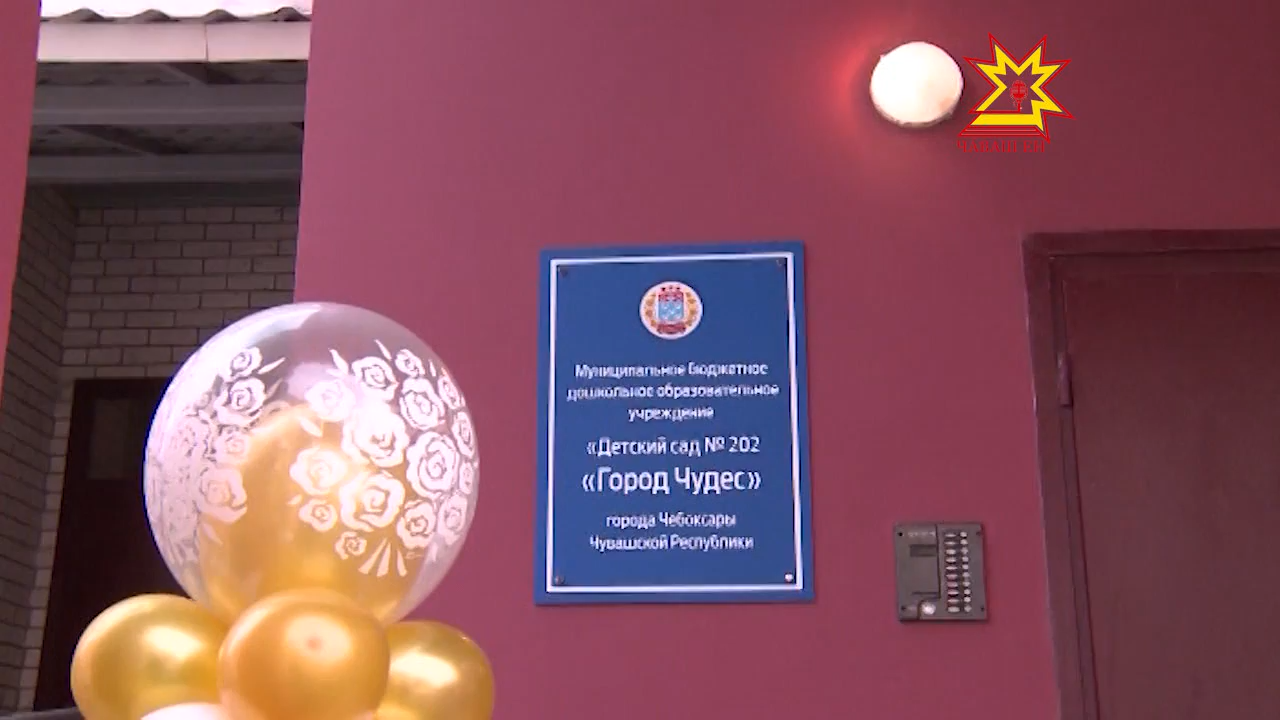 Муниципальное бюджетное
дошкольное образовательное
учреждение
«Детский сад № 202
«Город Чудес»
города Чебоксары
Чувашской Республики